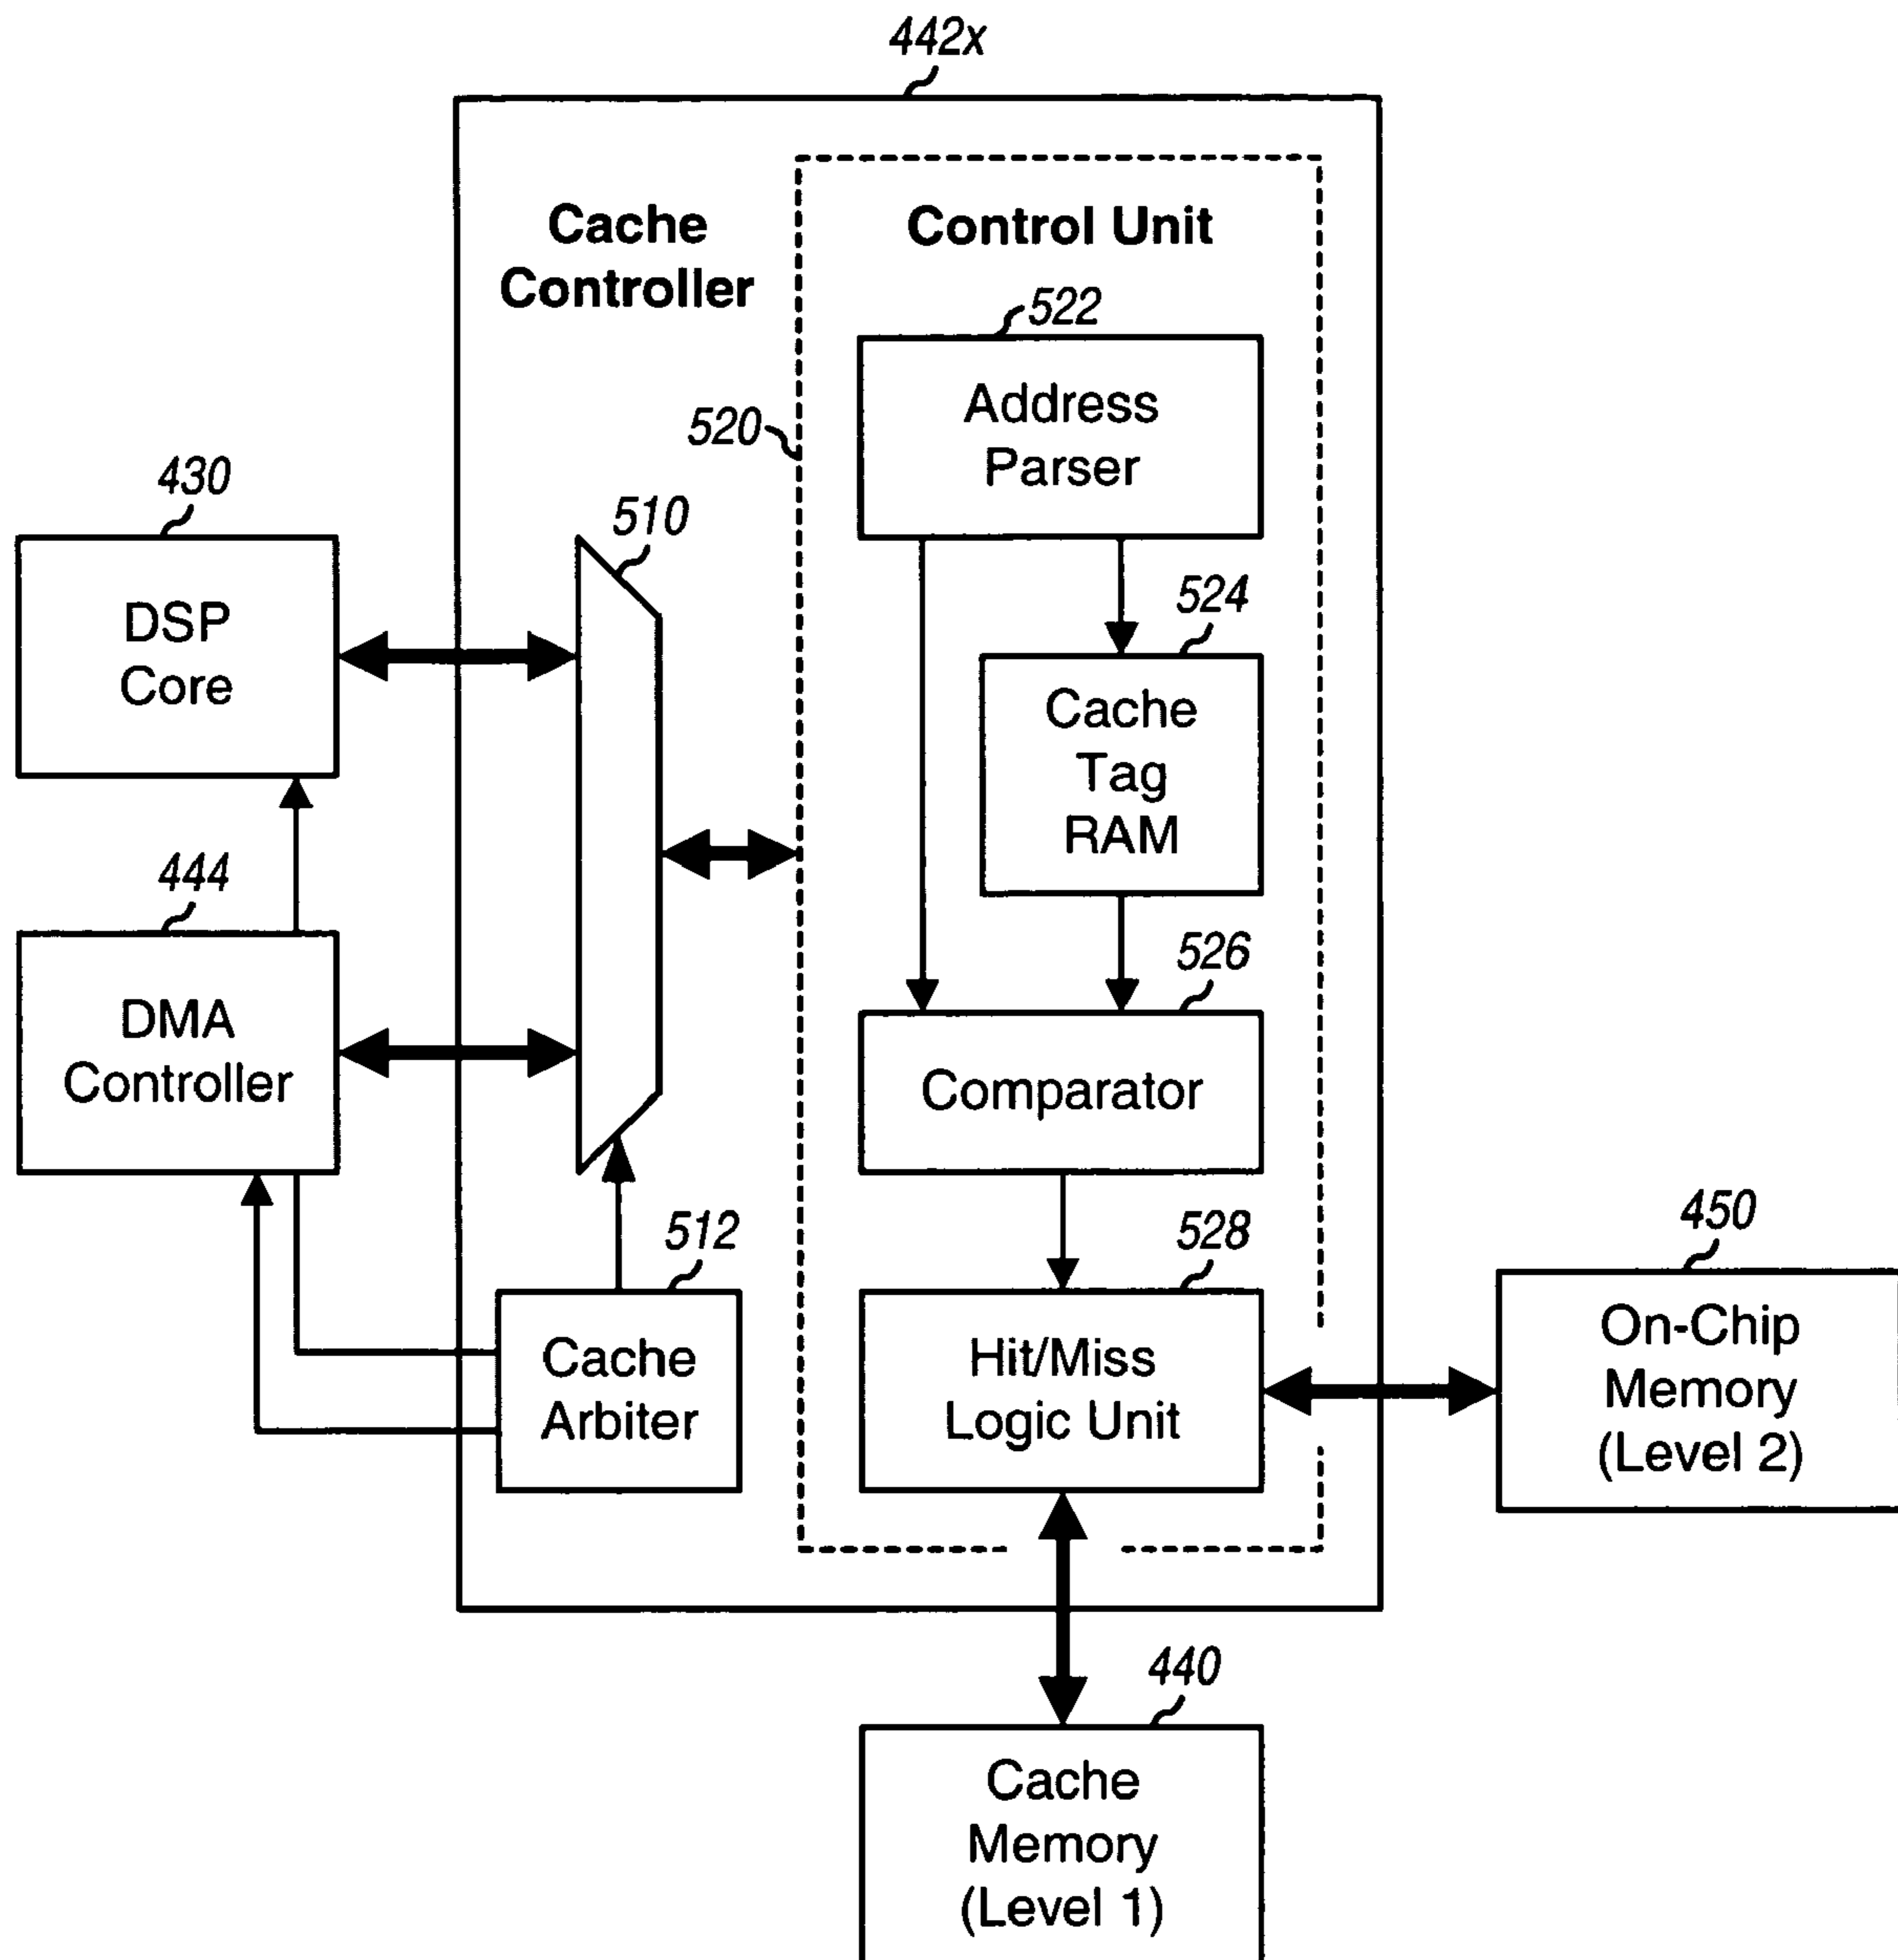 442x
Cache
Controller
Control Unit
522
Address
Parser
520
430
510
DSP
Core
524
Cache
Tag
RAM
444
DMA
Controller
526
Comparator
512
Cache
Arbiter
528
Hit/Miss
Logic Unit
450
On-Chip
Memory
(Level 2)
440
Cache
Memory
(Level 1)